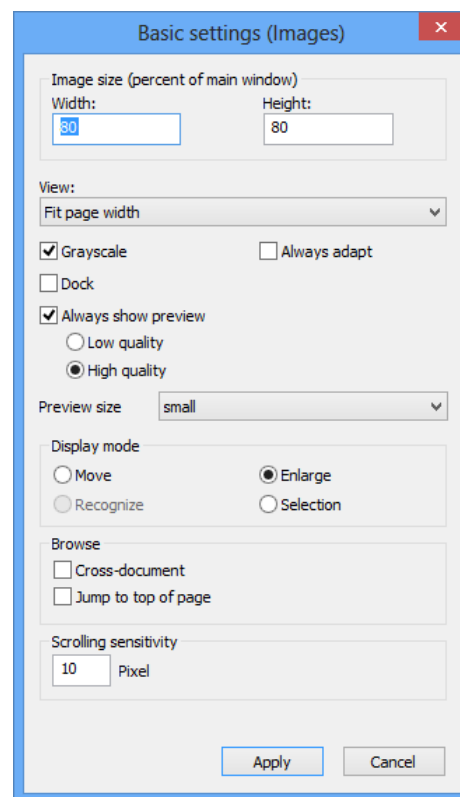 Basic settings (Images)
Image size (percent of main window)
Width: Height:
80 80
View:
Fit page width
Grayscale Always adapt
Dock
Always show preview
Low quality
High quality
Preview size small
Display mode
Move Enlarge
Recognize Selection
Browse
Cross-document
Jump to top of page
Scrolling sensitivity
10 Pixel
Apply Cancel